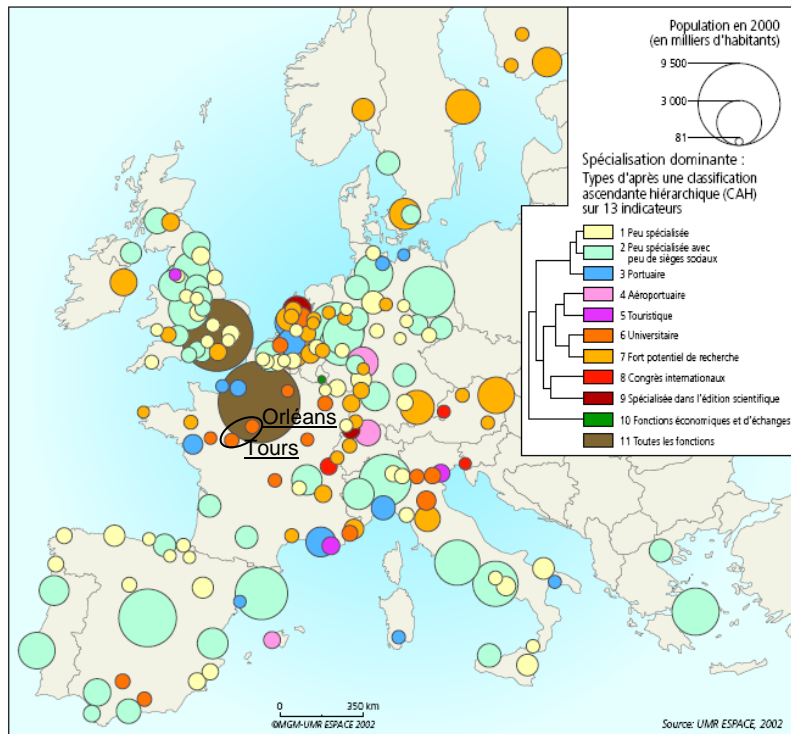 Population en 2000
(en milliers d'habitants)
9 500
3 000
81
Spécialisation dominante :
Types d'après une classification
ascendante hiérarchique (CAH)
sur 13 indicateurs
1 Peu spécialisée
2 Peu spécialisée avec
peu de sièges sociaux
3 Portuaire
4 Aéroportuaire
5 Touristique
6 Universitaire
7 Fort potentiel de recherche
8 Congrès internationaux
9 Spécialisée dans l'édition scientifique
10 Fonctions économiques et d'échanges
11 Toutes les fonctions
Orléans
Tours
0 350 km
©MGM-UMR ESPACE 2002
Source: UMR ESPACE, 2002